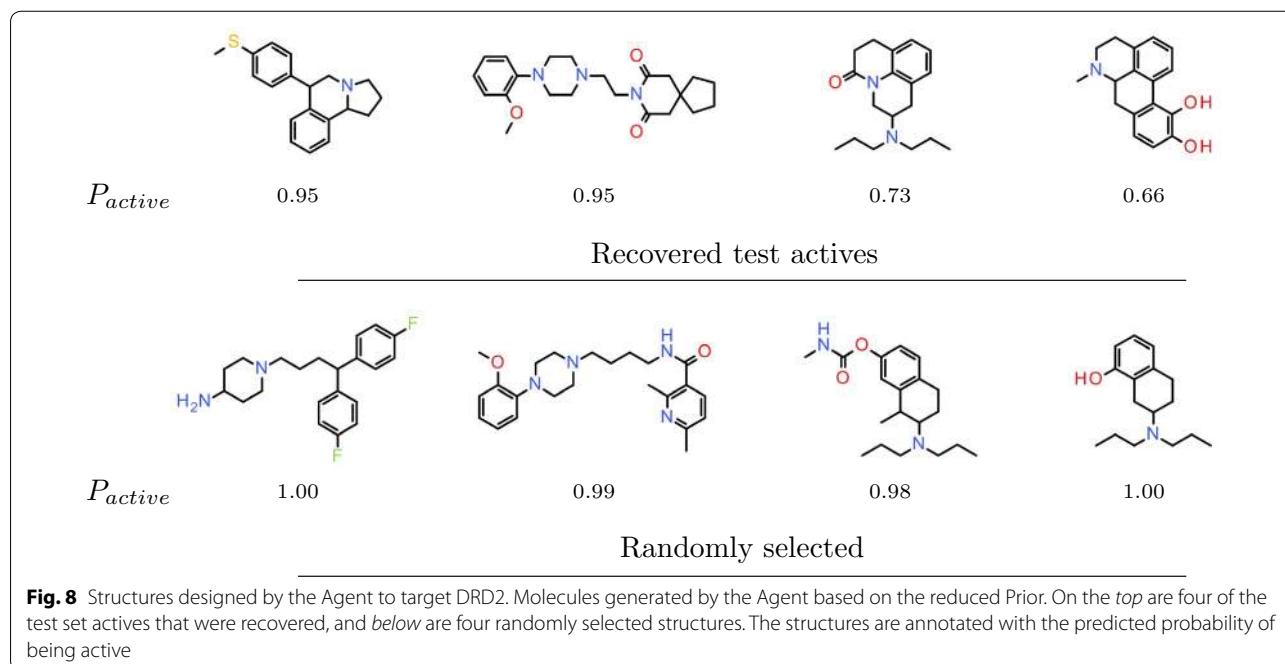 S
N
N
N
O
N
O
O
O
N
N
N
OH
OH
P_active 0.95 0.95 0.73 0.66
Recovered test actives
F
N
H₂N
F
H
N
O
O
N
N
N
H
N
O
O
N
HO
N
P_active 1.00 0.99 0.98 1.00
Randomly selected
Fig. 8 Structures designed by the Agent to target DRD2. Molecules generated by the Agent based on the reduced Prior. On the top are four of the
test set actives that were recovered, and below are four randomly selected structures. The structures are annotated with the predicted probability of
being active